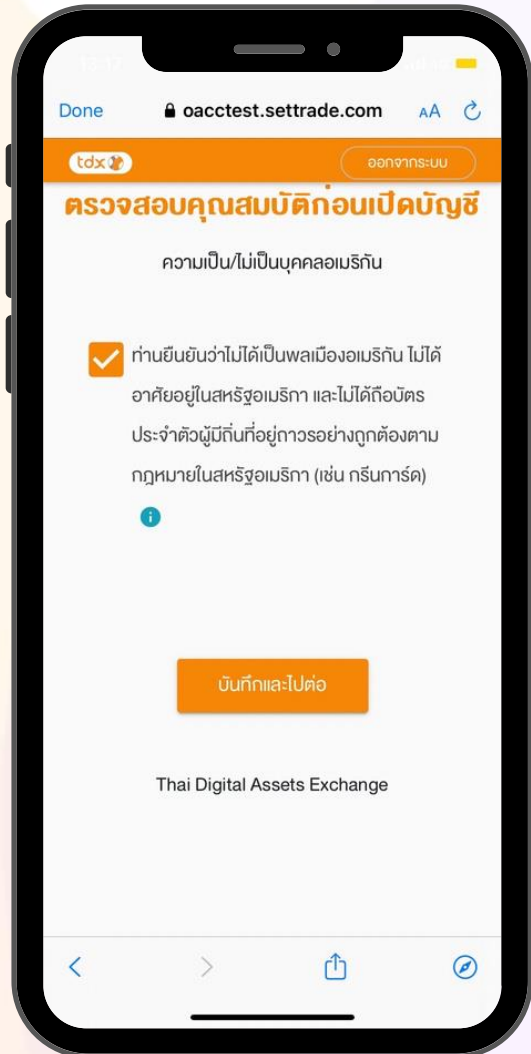 Done
oacctest.settrade.com
AA
tdx
ออกจากระบบ
ตรวจสอบคุณสมบัติก่อนเปิดบัญชี
ความเป็น/ไม่เป็นบุคคลอเมริกัน
ท่านยืนยันว่าไม่ได้เป็นพลเมืองอเมริกัน ไม่ได้
อาศัยอยู่ในสหรัฐอเมริกา และไม่ได้ถือบัตร
ประจำตัวผู้มีถิ่นที่อยู่ถาวรอย่างถูกต้องตาม
กฎหมายในสหรัฐอเมริกา (เช่น กรีนการ์ด)
บันทึกและไปต่อ
Thai Digital Assets Exchange